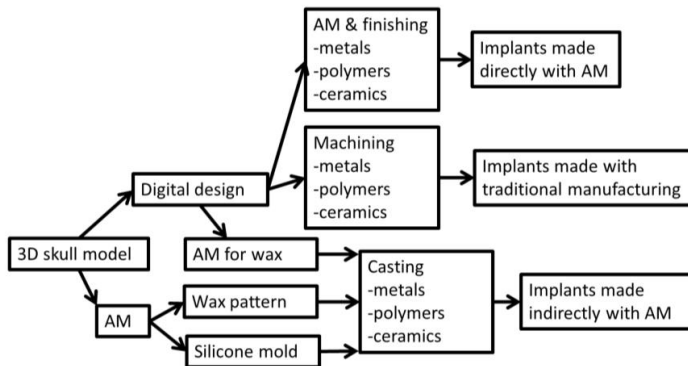 AM & finishing
-metals
-polymers
-ceramics
Implants made
directly with AM
Machining
-metals
-polymers
-ceramics
Implants made with
traditional manufacturing
Digital design
3D skull model
AM for wax
Casting
-metals
-polymers
-ceramics
Implants made
indirectly with AM
Wax pattern
AM
Silicone mold